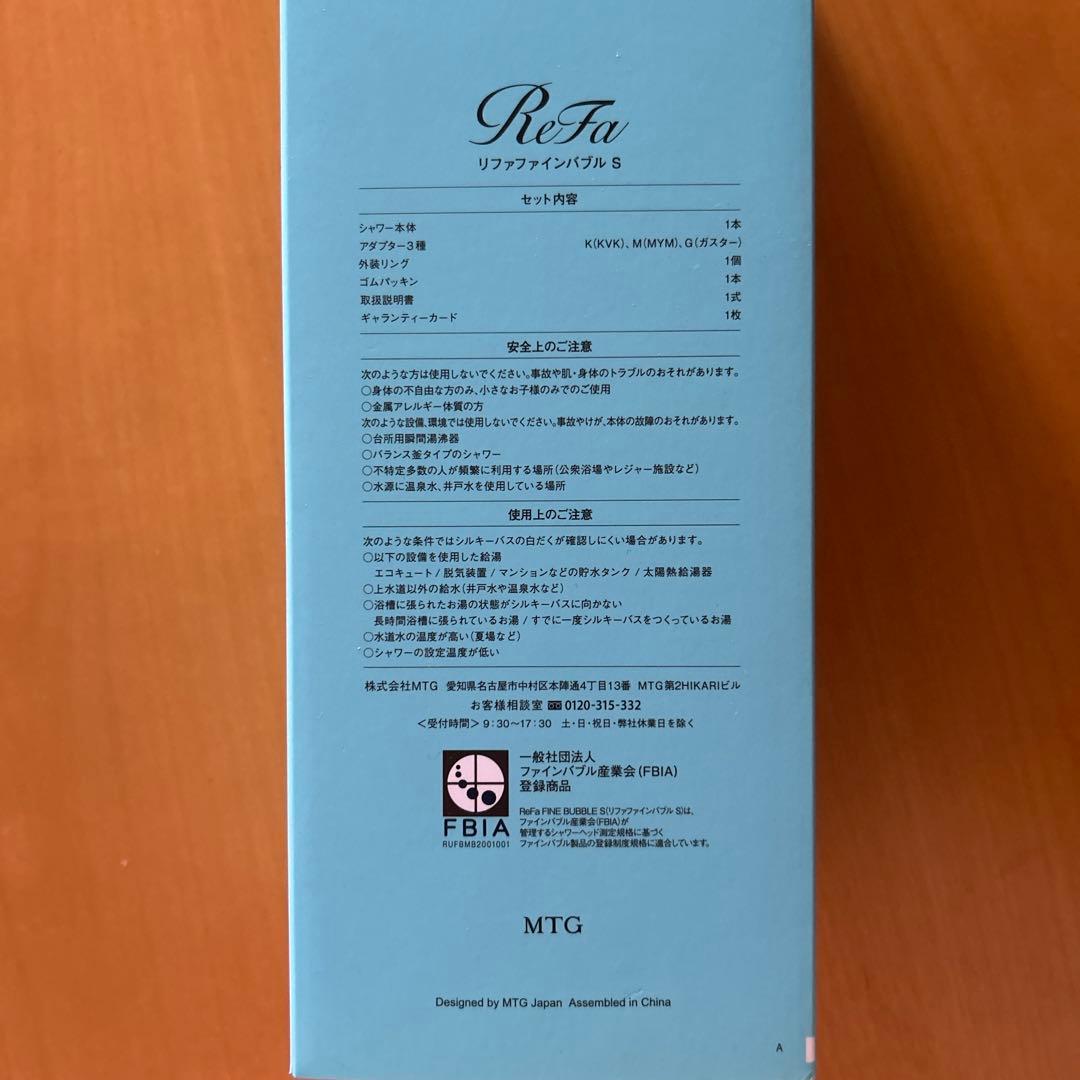 ReFa
リファファインバブル S
セット内容
シャワー本体 1本
アダプター3種 K(KVK)、M(MYM)、G(ガスター)
外装リング 1個
ゴムパッキン 1本
取扱説明書 1式
ギャランティーカード 1枚
安全上のご注意
次のような方は使用しないでください。事故や肌・身体のトラブルのおそれがあります。
○身体の不自由な方のみ、小さなお子様のみでのご使用
○金属アレルギー体質の方
次のような設備、環境では使用しないでください。事故やけが、本体の故障のおそれがあります。
○台所用瞬間湯沸器
○バランス釜タイプのシャワー
○不特定多数の人が頻繁に利用する場所(公衆浴場やレジャー施設など)
○水源に温泉水、井戸水を使用している場所
使用上のご注意
次のような条件ではシルキーバスの白だくが確認しにくい場合があります。
○以下の設備を使用した給湯
エコキュート / 脱気装置 / マンションなどの貯水タンク / 太陽熱給湯器
○上水道以外の給水(井戸水や温泉水など)
○浴槽に張られたお湯の状態がシルキーバスに向かない
長時間浴槽に張られているお湯 / すでに一度シルキーバスをつくっているお湯
○水道水の温度が高い(夏場など)
○シャワーの設定温度が低い
株式会社MTG 愛知県名古屋市中村区本陣通4丁目13番 MTG第2HIKARIビル
お客様相談室 0120-315-332
<受付時間> 9:30〜17:30 土・日・祝日・弊社休業日を除く
一般社団法人
ファインバブル産業会(FBIA)
登録商品
ReFa FINE BUBBLE S(リファファインバブル S)は、
ファインバブル産業会(FBIA)が
管理するシャワーヘッド測定規格に基づく
ファインバブル製品の登録制度規格に適合しています。
FBIA
RUFBMB2001001
MTG
Designed by MTG Japan Assembled in China
A